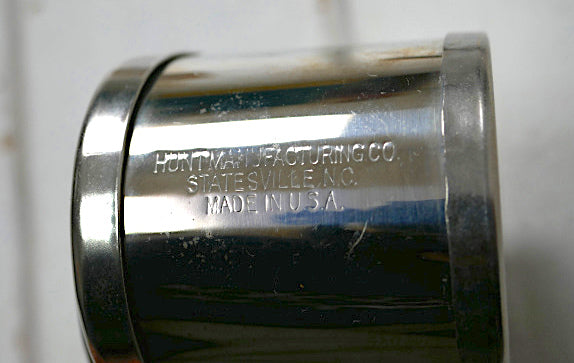 HUNT MANUFACTURING CO.
STATESVILLE, N.C.
MADE IN U.S.A.